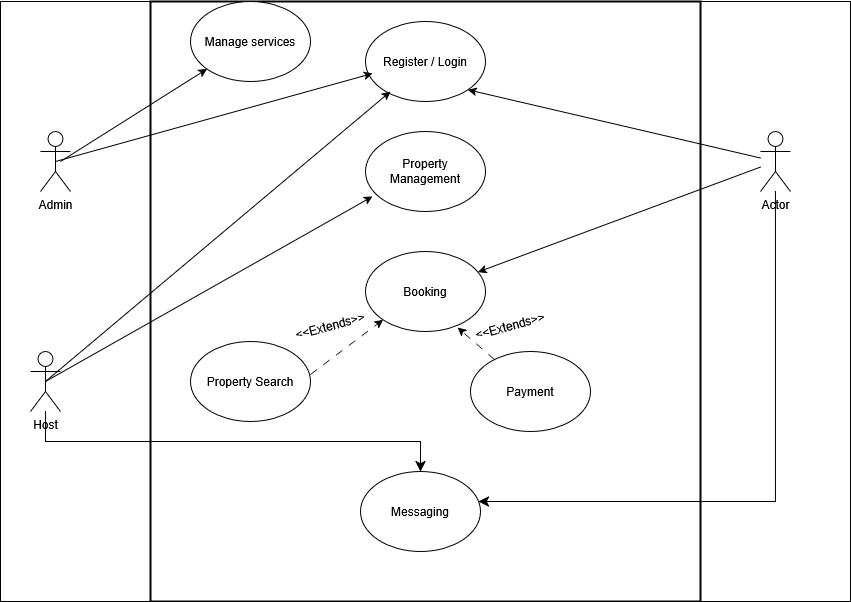 Manage services
Register / Login
Property
Management
Admin
Actor
Booking
<<Extends>>
<<Extends>>
Property Search
Payment
Host
Messaging